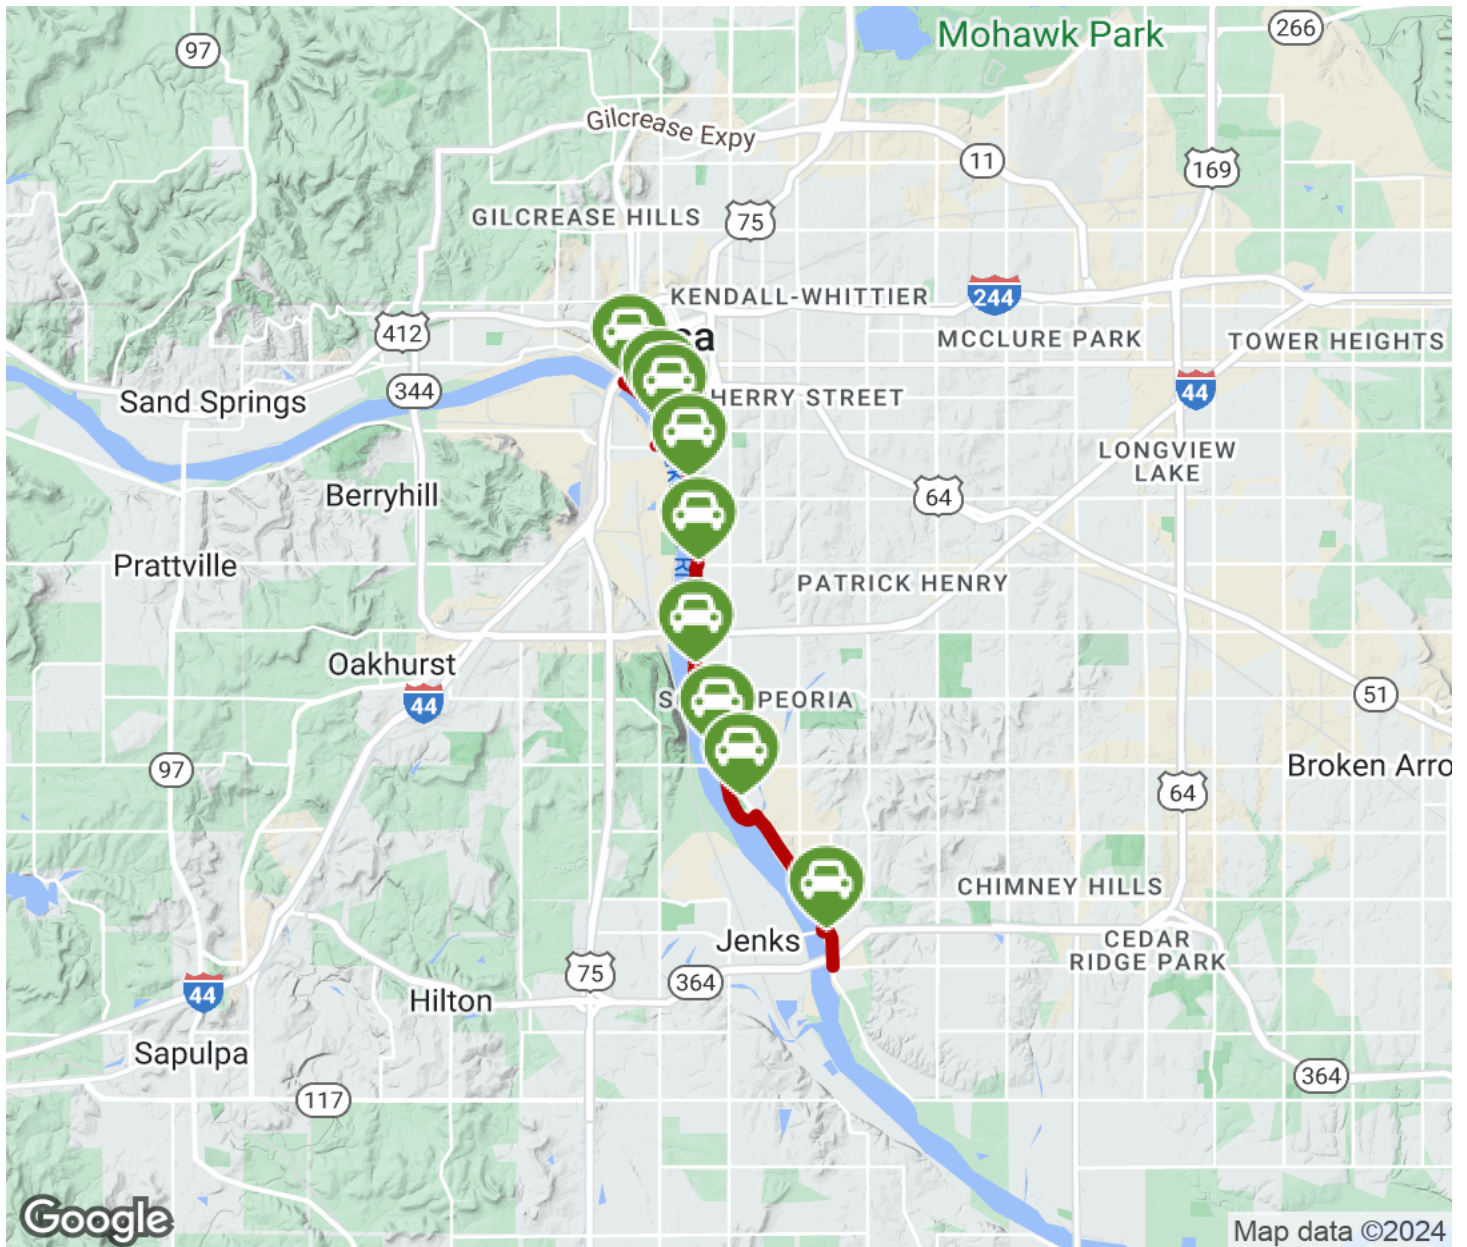 Mohawk Park
266
97
Gilcrease Expy
11
169
GILCREASE HILLS
75
KENDALL-WHITTIER
244
412
sa
MCCLURE PARK
TOWER HEIGHTS
344
Sand Springs
HERRY STREET
44
LONGVIEW
LAKE
Berryhill
64
Prattville
RI
PATRICK HENRY
Oakhurst
44
S
PEORIA
51
97
Broken Arro
64
CHIMNEY HILLS
Jenks
CEDAR
RIDGE PARK
75
364
44
Hilton
Sapulpa
364
117
Google
Map data ©2024